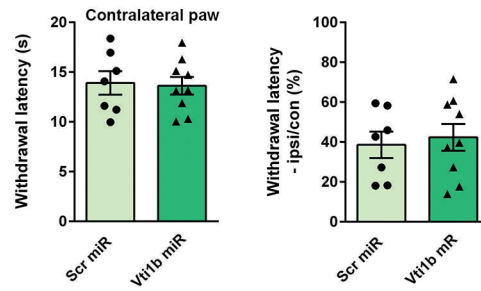 Contralateral paw
Withdrawal latency (s)
20
15
10
5
0
Scr miR
Vti1b miR
Withdrawal latency
- ipsi/con (%)
100
80
60
40
20
0
Scr miR
Vti1b mR